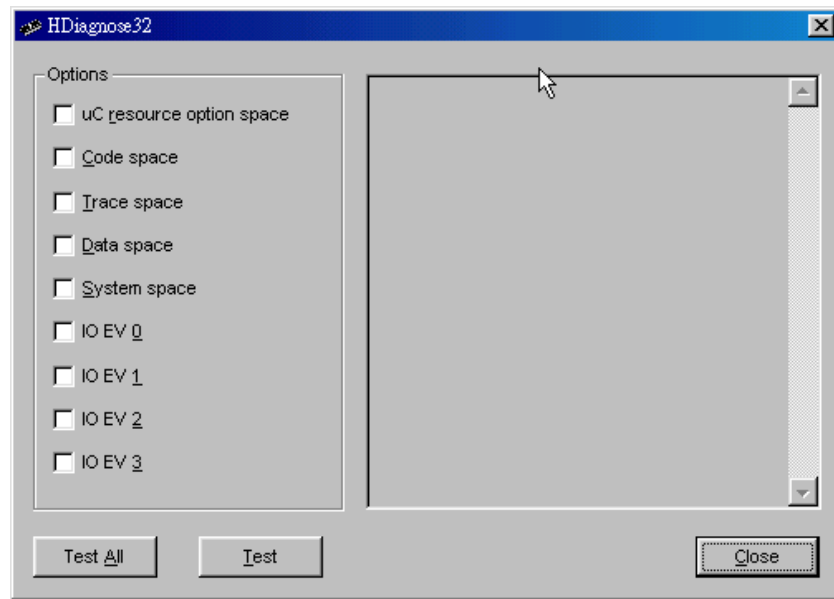 HDiagnose32
Options
uC resource option space
Code space
Trace space
Data space
System space
IO EV 0
IO EV 1
IO EV 2
IO EV 3
Test All
Test
Close